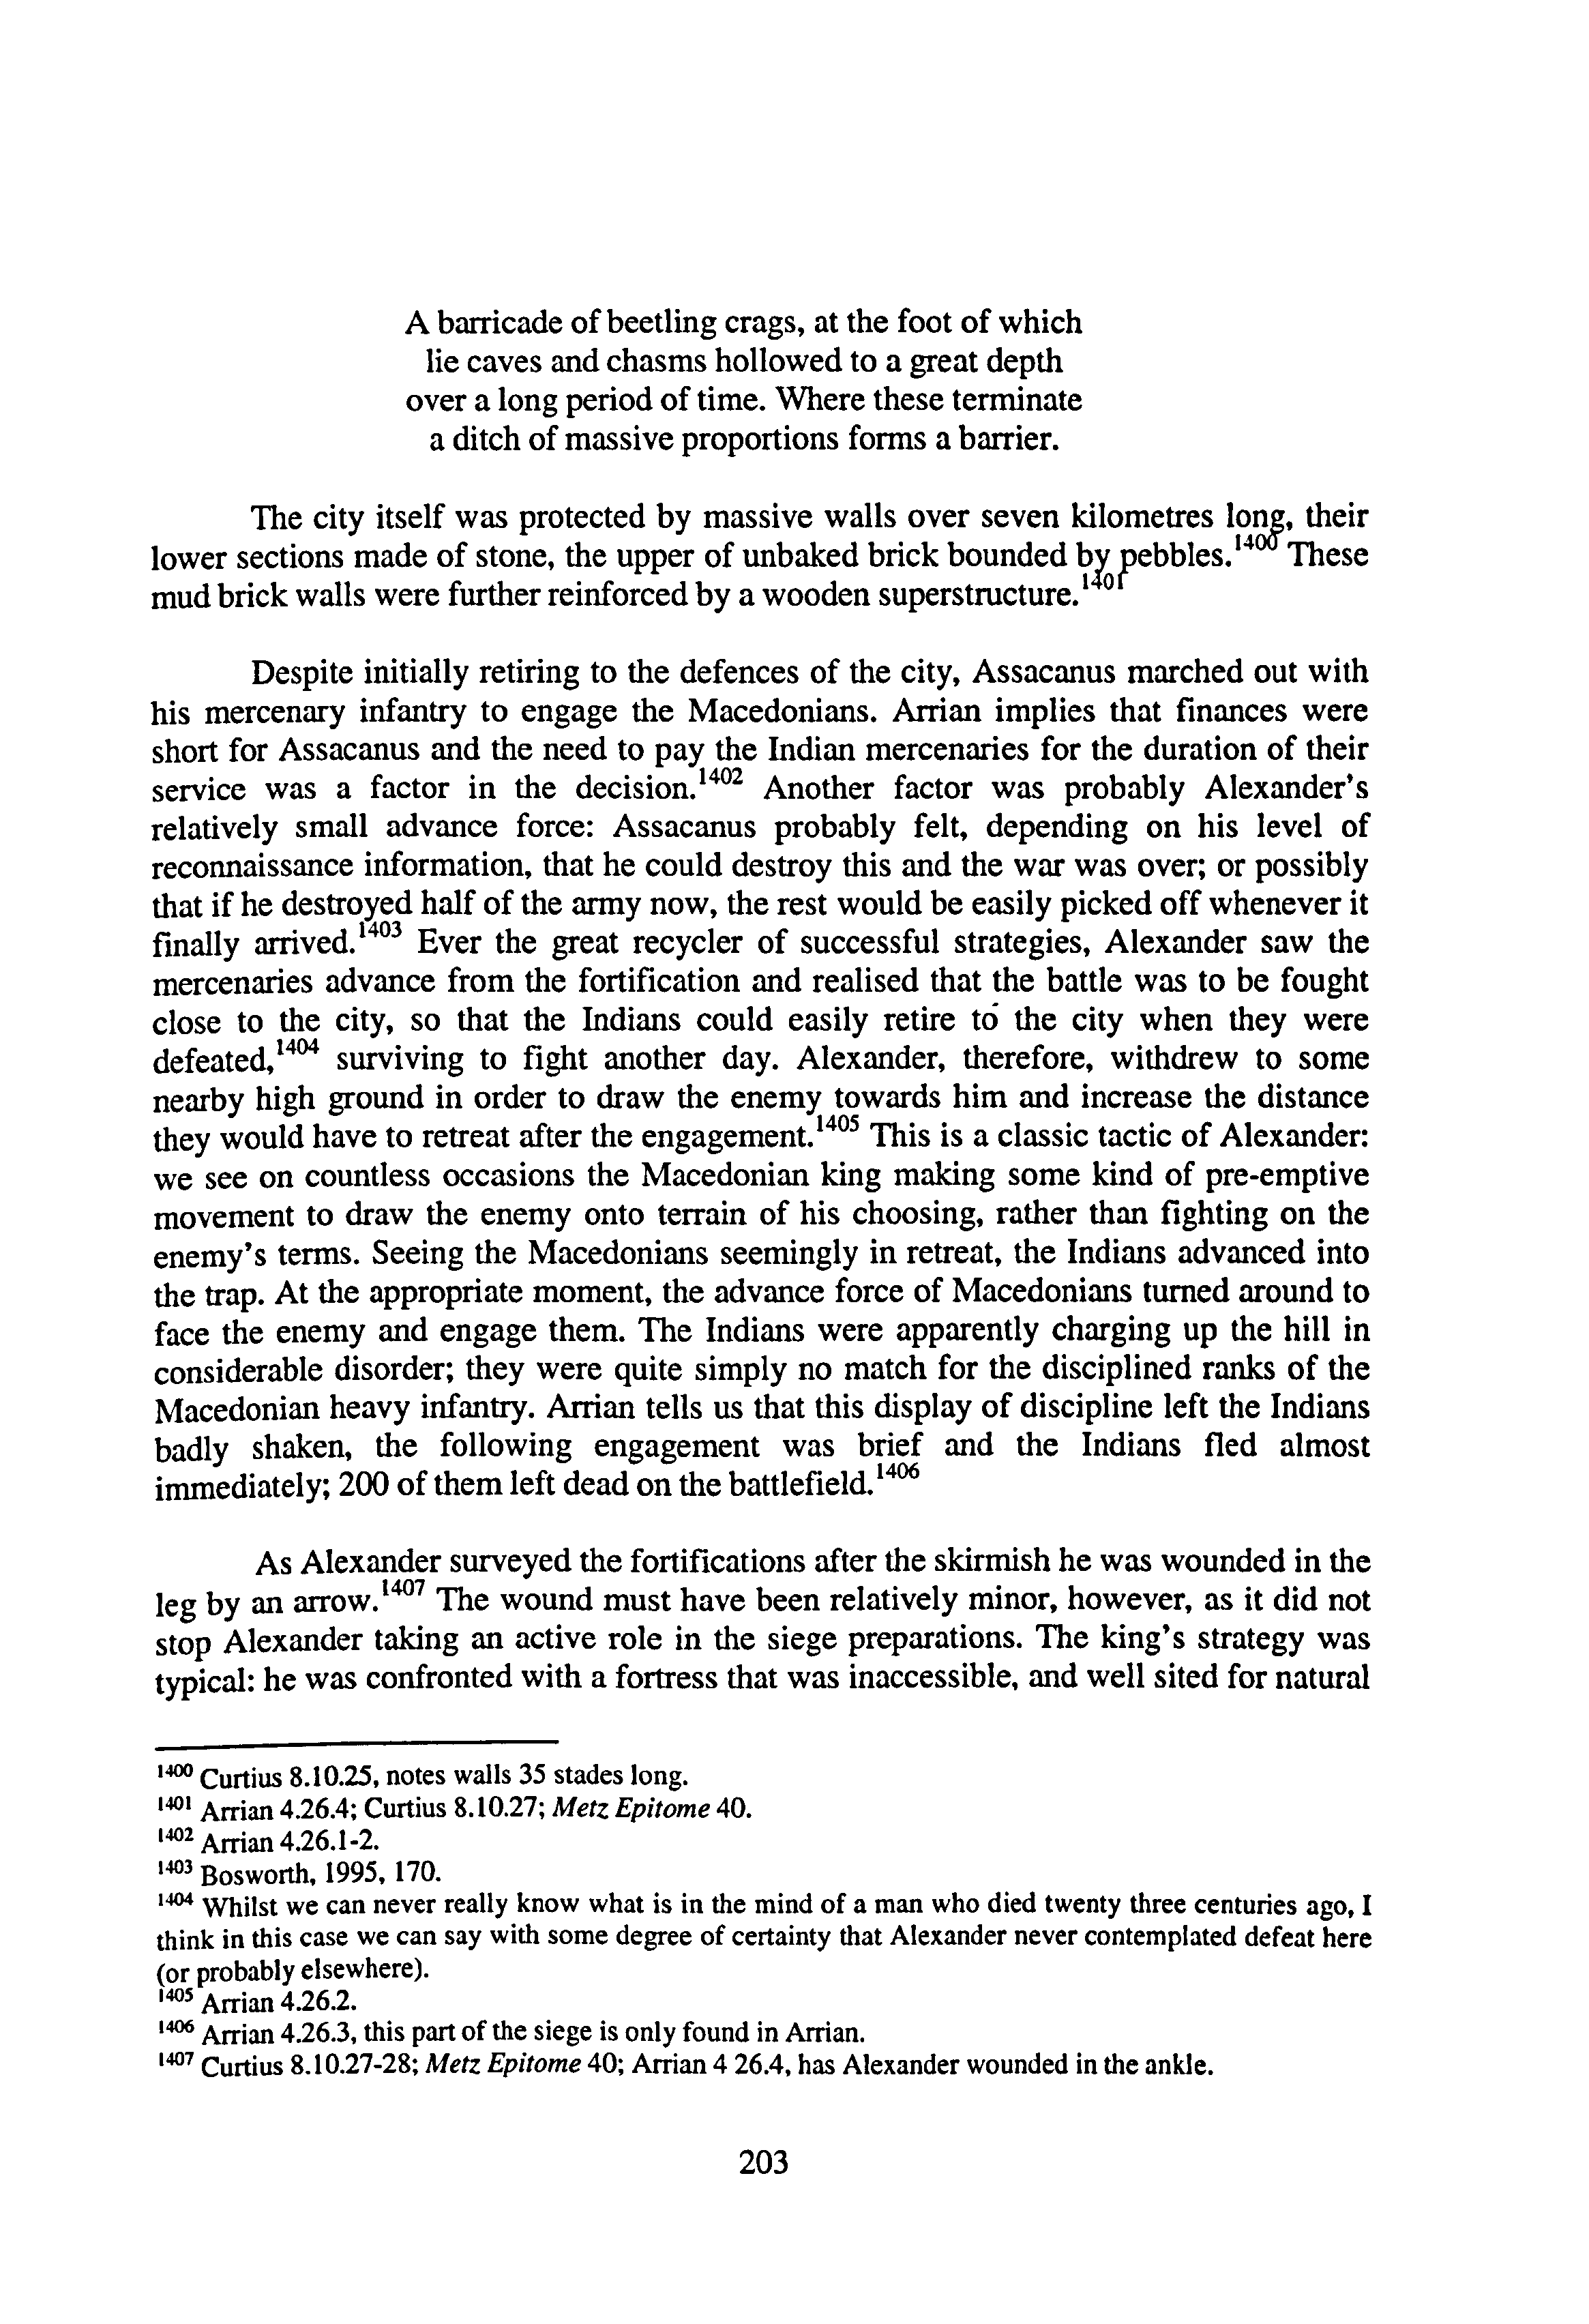 A barricade of beetling crags, at the foot of which
lie caves and chasms hollowed to a great depth
over a long period of time. Where these terminate
a ditch of massive proportions forms a barrier.
The city itself was protected by massive walls over seven kilometres long, their
lower sections made of stone, the upper of unbaked brick bounded by pebbles.1400 These
mud brick walls were further reinforced by a wooden superstructure.1401
Despite initially retiring to the defences of the city, Assacanus marched out with
his mercenary infantry to engage the Macedonians. Arrian implies that finances were
short for Assacanus and the need to pay the Indian mercenaries for the duration of their
service was a factor in the decision.1402 Another factor was probably Alexander's
relatively small advance force: Assacanus probably felt, depending on his level of
reconnaissance information, that he could destroy this and the war was over; or possibly
that if he destroyed half of the army now, the rest would be easily picked off whenever it
finally arrived.1403 Ever the great recycler of successful strategies, Alexander saw the
mercenaries advance from the fortification and realised that the battle was to be fought
close to the city, so that the Indians could easily retire to the city when they were
defeated,1404 surviving to fight another day. Alexander, therefore, withdrew to some
nearby high ground in order to draw the enemy towards him and increase the distance
they would have to retreat after the engagement.1405 This is a classic tactic of Alexander:
we see on countless occasions the Macedonian king making some kind of pre-emptive
movement to draw the enemy onto terrain of his choosing, rather than fighting on the
enemy's terms. Seeing the Macedonians seemingly in retreat, the Indians advanced into
the trap. At the appropriate moment, the advance force of Macedonians turned around to
face the enemy and engage them. The Indians were apparently charging up the hill in
considerable disorder; they were quite simply no match for the disciplined ranks of the
Macedonian heavy infantry. Arrian tells us that this display of discipline left the Indians
badly shaken, the following engagement was brief and the Indians fled almost
immediately; 200 of them left dead on the battlefield.1406
As Alexander surveyed the fortifications after the skirmish he was wounded in the
leg by an arrow.1407 The wound must have been relatively minor, however, as it did not
stop Alexander taking an active role in the siege preparations. The king's strategy was
typical: he was confronted with a fortress that was inaccessible, and well sited for natural
1400 Curtius 8.10.25, notes walls 35 stades long.
1401 Arrian 4.26.4; Curtius 8.10.27; Metz Epitome 40.
1402 Arrian 4.26.1-2.
1403 Bosworth, 1995, 170.
1404 Whilst we can never really know what is in the mind of a man who died twenty three centuries ago, I
think in this case we can say with some degree of certainty that Alexander never contemplated defeat here
(or probably elsewhere).
1405 Arrian 4.26.2.
1406 Arrian 4.26.3, this part of the siege is only found in Arrian.
1407 Curtius 8.10.27-28; Metz Epitome 40; Arrian 4 26.4, has Alexander wounded in the ankle.
203